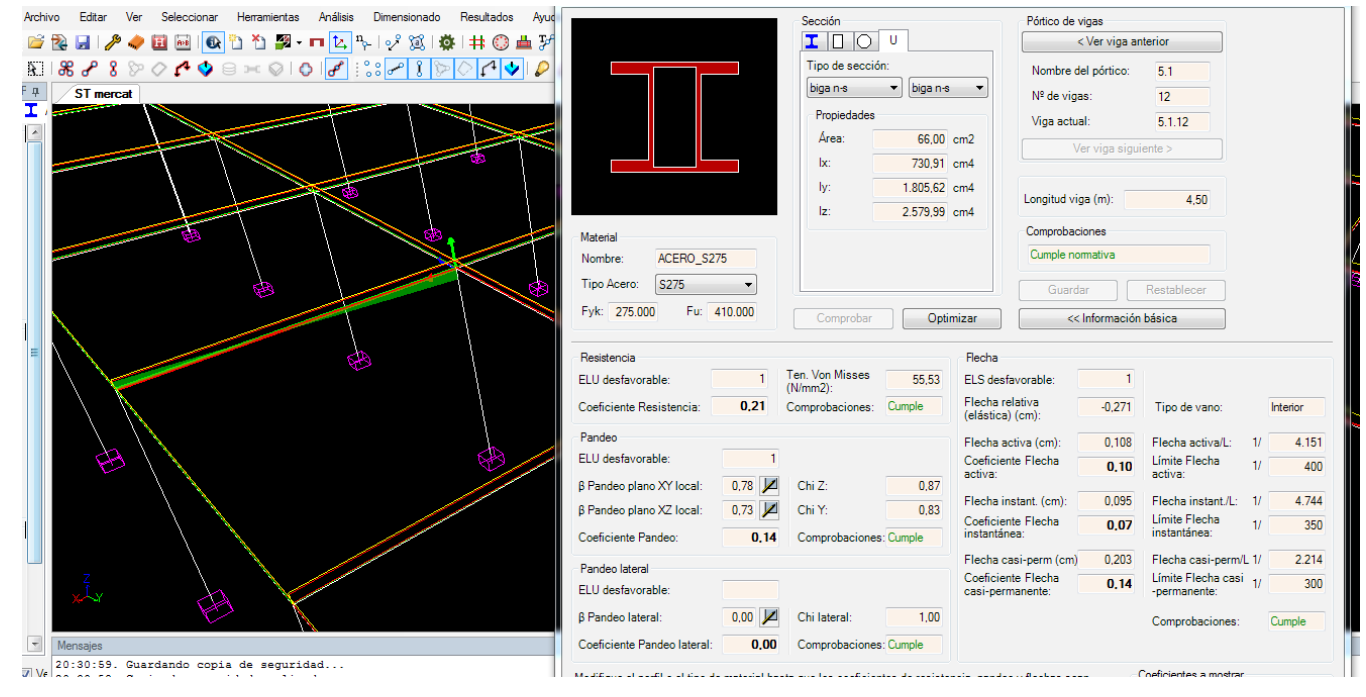 Archivo Editar Ver Seleccionar Herramientas Análisis Dimensionado Resultados
ST mercat
Z
X Y
Mensajes
20:30:59. Guardando copia de seguridad...
Sección
U
Tipo de sección:
biga n-s biga n-s
Propiedades
Área: 66,00 cm2
Ix: 730,91 cm4
Iy: 1.805,62 cm4
Iz: 2.579,99 cm4
Comprobar Optimizar
Material
Nombre: ACERO_S275
Tipo Acero: S275
Fyk: 275.000 Fu: 410.000
Pórtico de vigas
< Ver viga anterior
Nombre del pórtico: 5.1
Nº de vigas: 12
Viga actual: 5.1.12
Ver viga siguiente >
Longitud viga (m): 4,50
Comprobaciones
Cumple normativa
Guardar Restablecer
<< Información básica
Resistencia
ELU desfavorable: 1 Ten. Von Misses (N/mm2): 55,53
Coeficiente Resistencia: 0,21 Comprobaciones: Cumple
Pandeo
ELU desfavorable: 1
β Pandeo plano XY local: 0,78 Chi Z: 0,87
β Pandeo plano XZ local: 0,73 Chi Y: 0,83
Coeficiente Pandeo: 0,14 Comprobaciones: Cumple
Pandeo lateral
ELU desfavorable:
β Pandeo lateral: 0,00 Chi lateral: 1,00
Coeficiente Pandeo lateral: 0,00 Comprobaciones: Cumple
Flecha
ELS desfavorable: 1
Flecha relativa (elástica) (cm): -0,271 Tipo de vano: Interior
Flecha activa (cm): 0,108 Flecha activa/L: 1/ 4.151
Coeficiente Flecha activa: 0,10 Límite Flecha activa: 1/ 400
Flecha instant. (cm): 0,095 Flecha instant./L: 1/ 4.744
Coeficiente Flecha instantánea: 0,07 Límite Flecha instantánea: 1/ 350
Flecha casi-perm (cm) 0,203 Flecha casi-perm/L 1/ 2.214
Coeficiente Flecha casi-permanente: 0,14 Límite Flecha casi -permanente: 1/ 300
Comprobaciones: Cumple
Coeficientes a mostrar